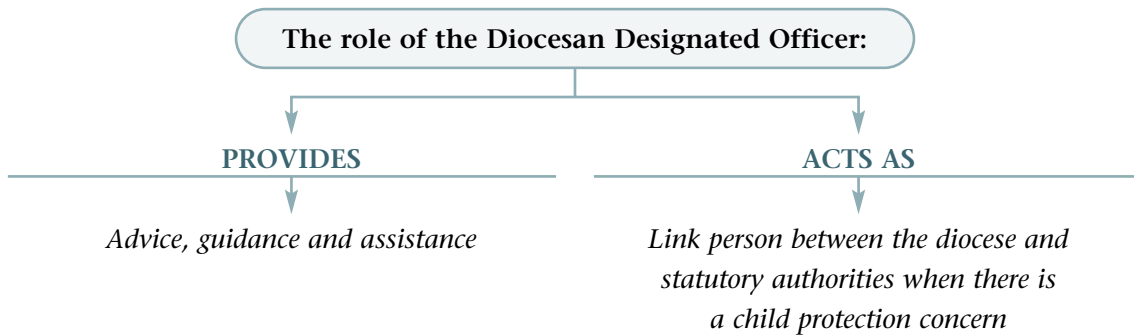 The role of the Diocesan Designated Officer:
PROVIDES
Advice, guidance and assistance
ACTS AS
Link person between the diocese and
statutory authorities when there is
a child protection concern